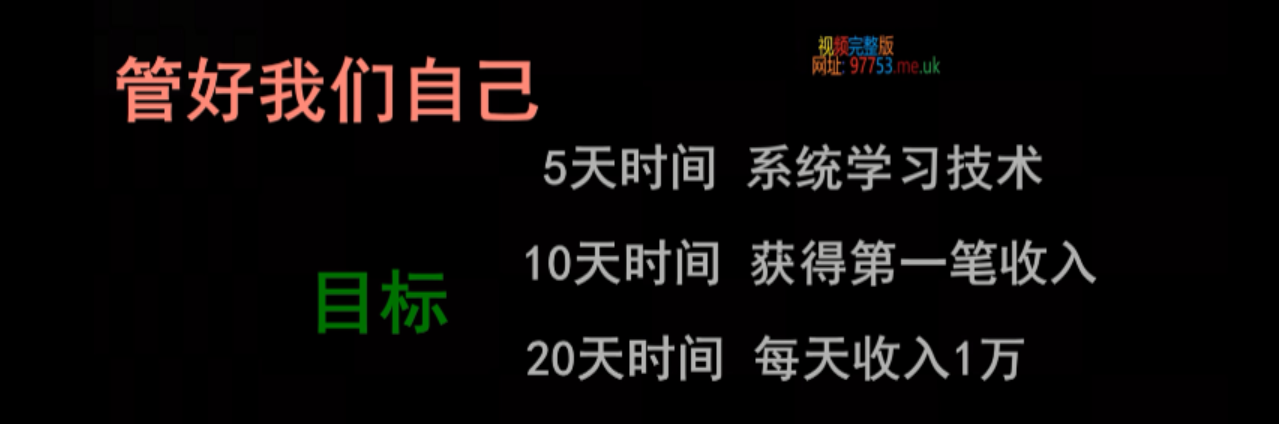 视频完整版
网址: 97753.me.uk
管好我们自己
5天时间 系统学习技术
10天时间 获得第一笔收入
目标
20天时间 每天收入1万